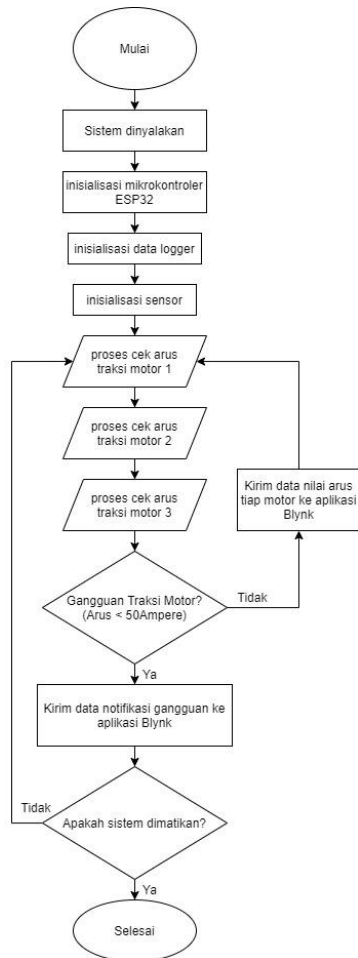 Mulai
Sistem dinyalakan
inisialisasi mikrokontroler
ESP32
inisialisasi data logger
inisialisasi sensor
proses cek arus
traksi motor 1
proses cek arus
traksi motor 2
proses cek arus
traksi motor 3
Kirim data nilai arus
tiap motor ke aplikasi
Blynk
Gangguan Traksi Motor?
(Arus < 50Ampere)
Tidak
Ya
Kirim data notifikasi gangguan ke
aplikasi Blynk
Tidak
Apakah sistem dimatikan?
Ya
Selesai